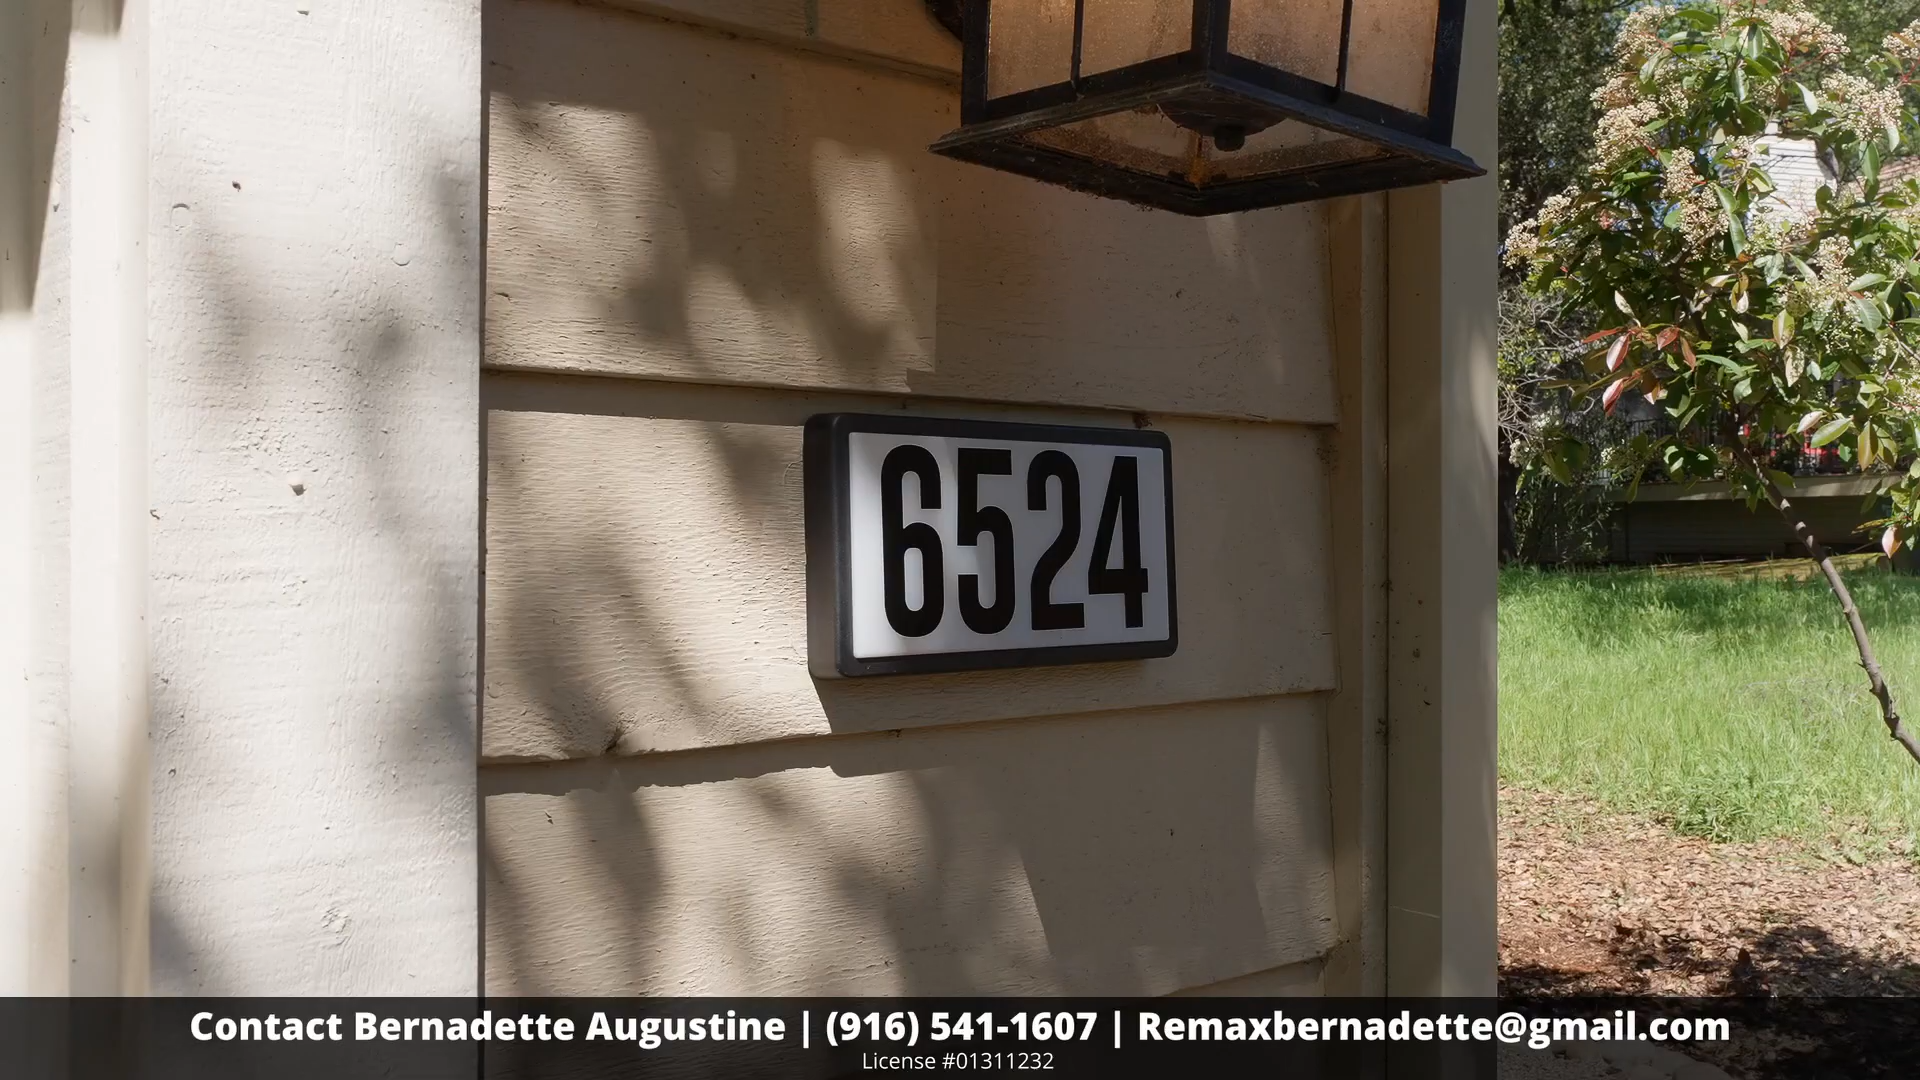 6524
Contact Bernadette Augustine | (916) 541-1607 | Remaxbernadette@gmail.com
License #01311232